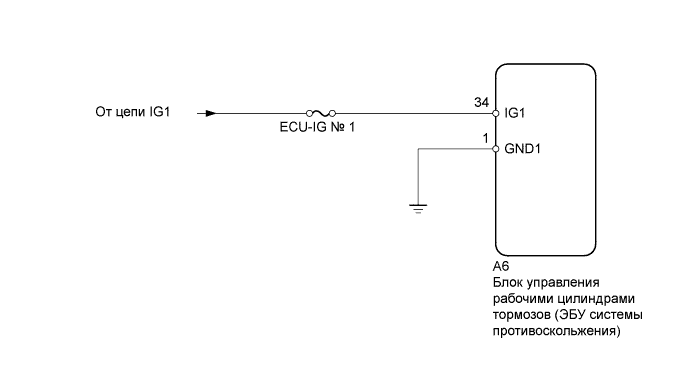 34
От цепи IG1
IG1
ECU-IG № 1
1
GND1
A6
Блок управления
рабочими цилиндрами
тормозов (ЭБУ системы
противоскольжения)